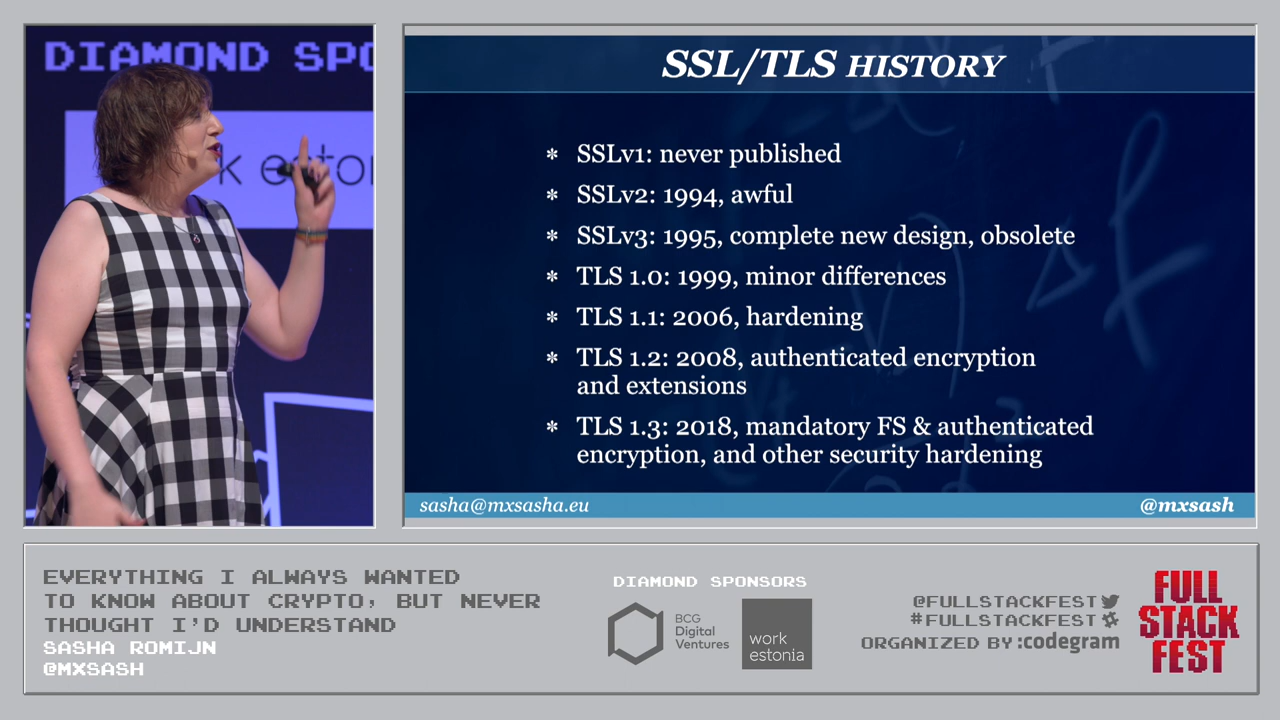 DIAMOND SPO
k estor
SSL/TLS HISTORY
* SSLv1: never published
* SSLv2: 1994, awful
* SSLv3: 1995, complete new design, obsolete
* TLS 1.0: 1999, minor differences
* TLS 1.1: 2006, hardening
* TLS 1.2: 2008, authenticated encryption
and extensions
* TLS 1.3: 2018, mandatory FS & authenticated
encryption, and other security hardening
sasha@mxsasha.eu
@mxsash
EVERYTHING I ALWAYS WANTED
TO KNOW ABOUT CRYPTO, BUT NEVER
THOUGHT I'D UNDERSTAND
SASHA ROMIJN
@MXSASH
DIAMOND SPONSORS
BCG
Digital
Ventures
work
estonia
@FULLSTACKFEST
#FULLSTACKFEST
ORGANIZED BY :codegram
FULL
STACK
FEST